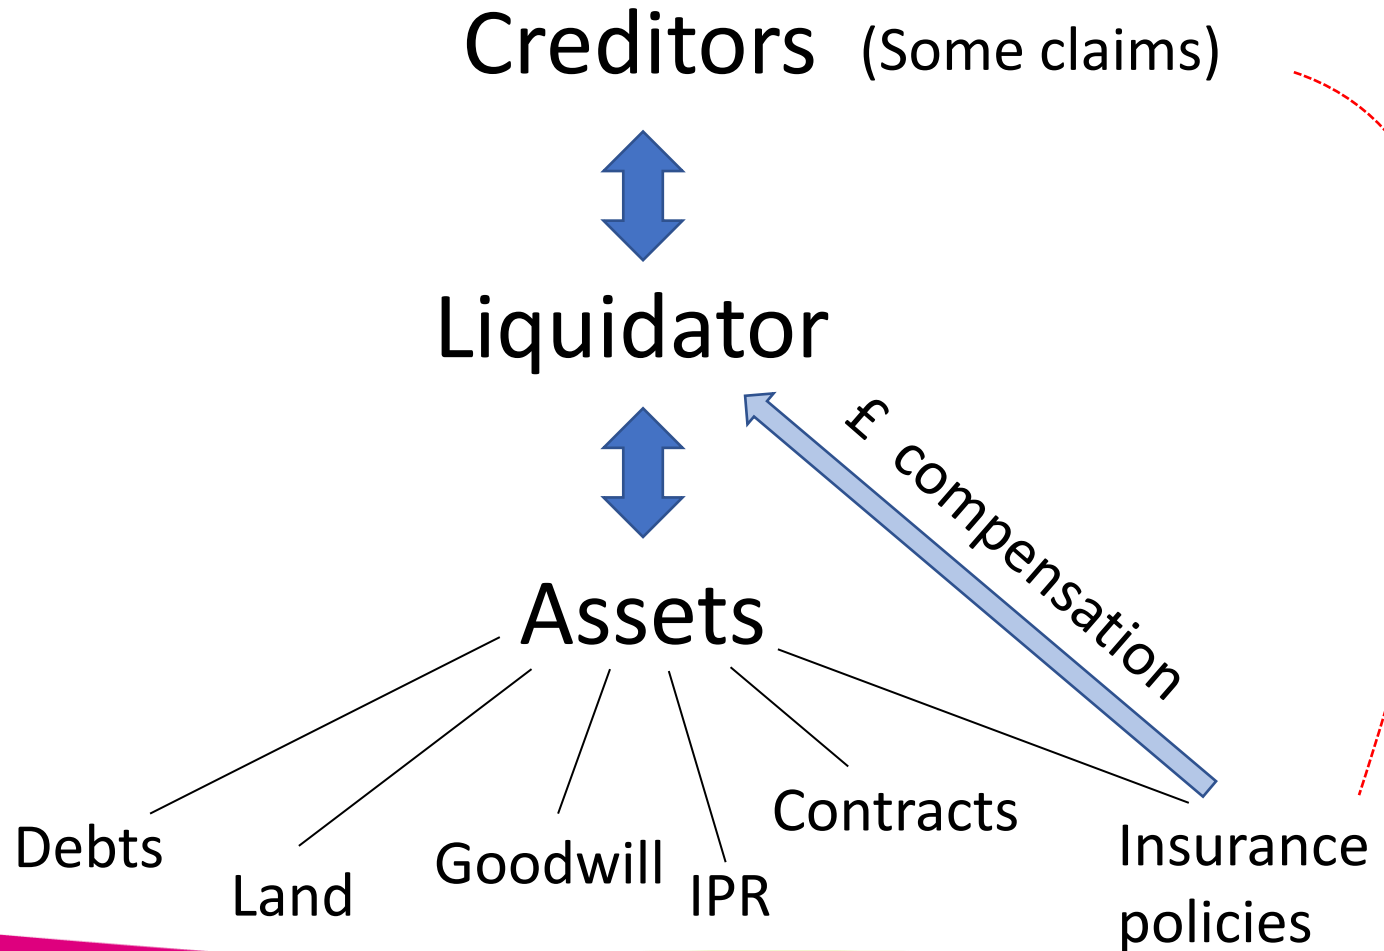 Creditors (Some claims)
Liquidator
£ compensation
Assets
Debts
Land
Goodwill
IPR
Contracts
Insurance
policies